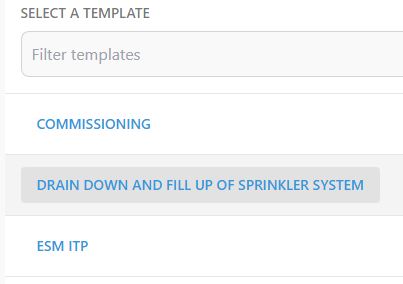 SELECT A TEMPLATE
Filter templates
COMMISSIONING
DRAIN DOWN AND FILL UP OF SPRINKLER SYSTEM
ESM ITP